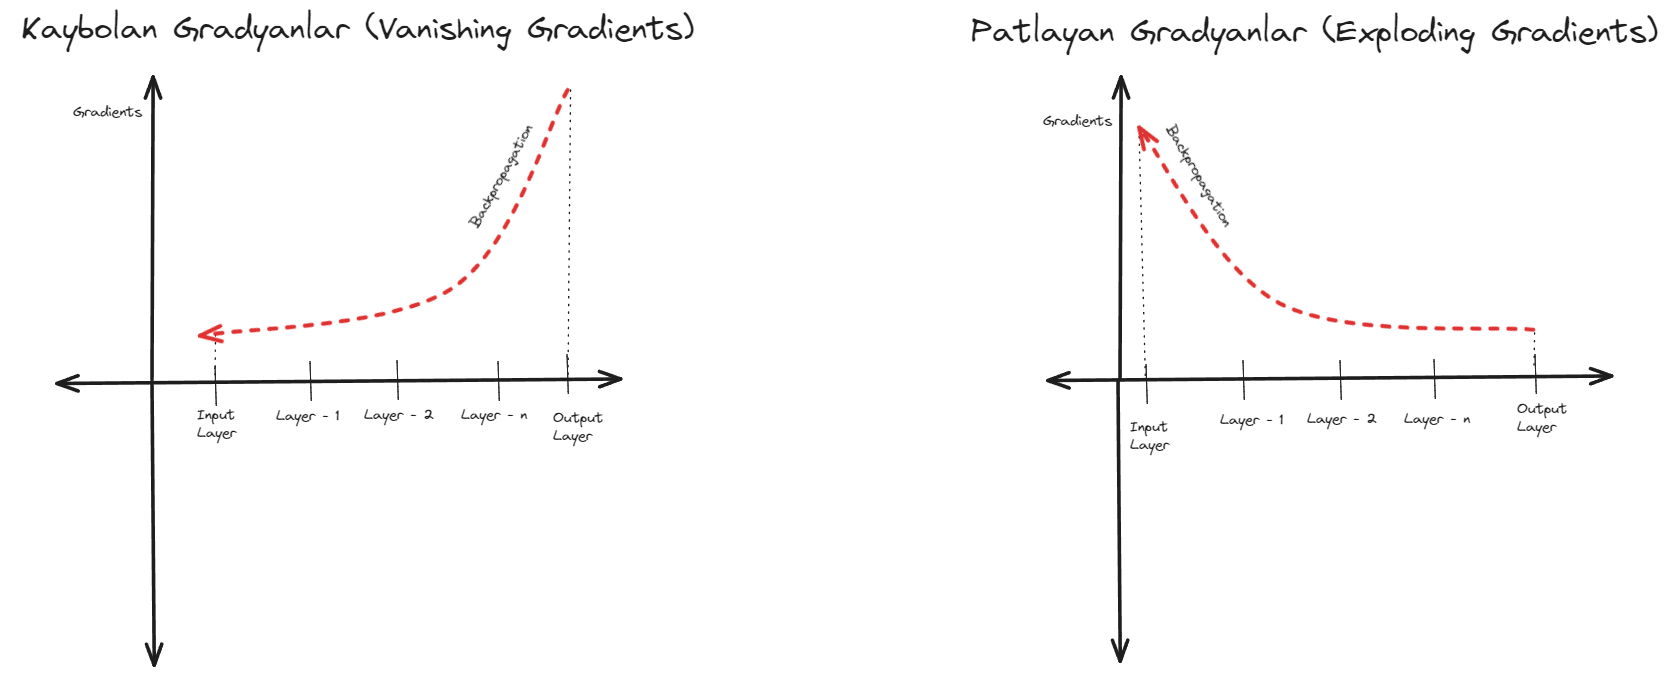 Kaybolan Gradyanlar (Vanishing Gradients)
Gradients
Backpropagation
Input
Layer
Layer - 1
Layer - 2
Layer - n
Output
Layer
Patlayan Gradyanlar (Exploding Gradients)
Gradients
Backpropagation
Input
Layer
Layer - 1
Layer - 2
Layer - n
Output
Layer